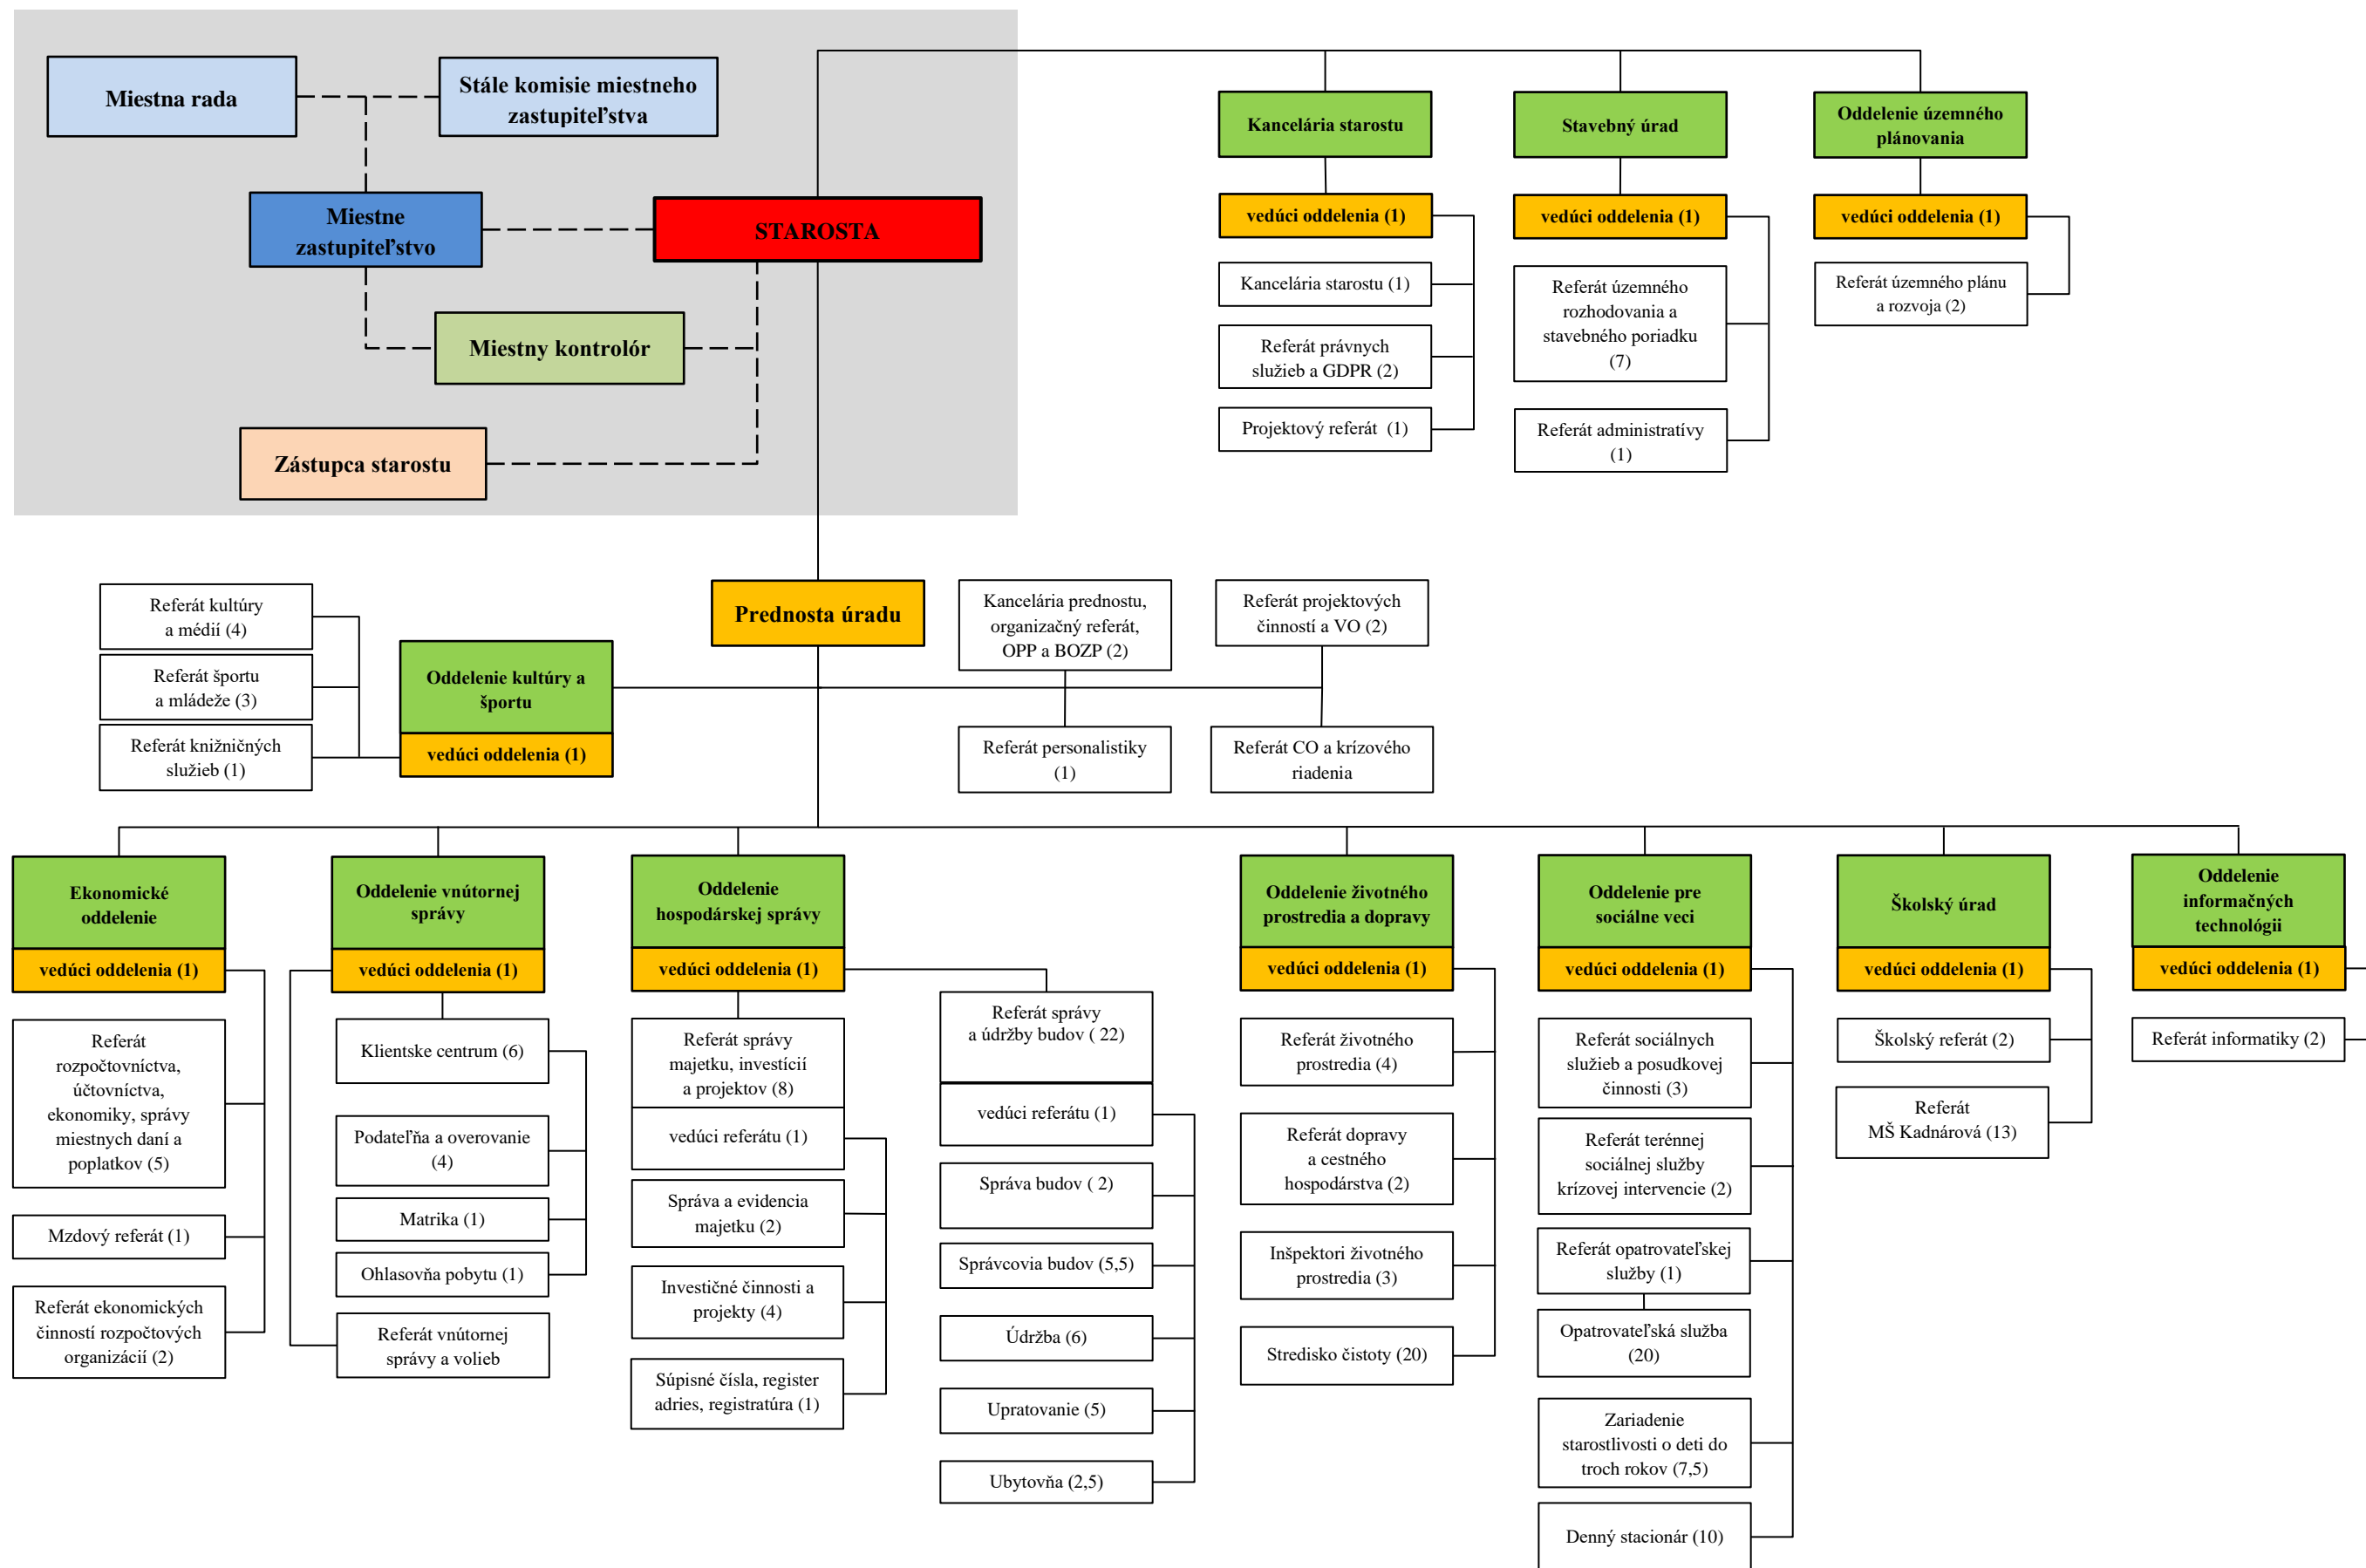 Miestna rada
Stále komisie miestneho
zastupiteľstva
Miestne
zastupiteľstvo
STAROSTA
Miestny kontrolór
Zástupca starostu
Kancelária starostu
vedúci oddelenia (1)
Kancelária starostu (1)
Referát právnych
služieb a GDPR (2)
Projektový referát (1)
Stavebný úrad
vedúci oddelenia (1)
Referát územného
rozhodovania a
stavebného poriadku
(7)
Referát administratívy
(1)
Oddelenie územného
plánovania
vedúci oddelenia (1)
Referát územného plánu
a rozvoja (2)
Prednosta úradu
Referát kultúry
a médií (4)
Referát športu
a mládeže (3)
Referát knižničných
služieb (1)
Oddelenie kultúry a
športu
vedúci oddelenia (1)
Kancelária prednostu,
organizačný referát,
OPP a BOZP (2)
Referát projektových
činností a VO (2)
Referát personalistiky
(1)
Referát CO a krízového
riadenia
Ekonomické
oddelenie
vedúci oddelenia (1)
Referát
rozpočtovníctva,
účtovníctva,
ekonomiky, správy
miestnych daní a
poplatkov (5)
Mzdový referát (1)
Referát ekonomických
činností rozpočtových
organizácií (2)
Oddelenie vnútornej
správy
vedúci oddelenia (1)
Klientske centrum (6)
Podateľňa a overovanie
(4)
Matrika (1)
Ohlasovňa pobytu (1)
Referát vnútornej
správy a volieb
Oddelenie
hospodárskej správy
vedúci oddelenia (1)
Referát správy
majetku, investícií
a projektov (8)
vedúci referátu (1)
Správa a evidencia
majetku (2)
Investičné činnosti a
projekty (4)
Súpisné čísla, register
adries, registratúra (1)
Referát správy
a údržby budov ( 22)
vedúci referátu (1)
Správa budov ( 2)
Správcovia budov (5,5)
Údržba (6)
Upratovanie (5)
Ubytovňa (2,5)
Oddelenie životného
prostredia a dopravy
vedúci oddelenia (1)
Referát životného
prostredia (4)
Referát dopravy
a cestného
hospodárstva (2)
Inšpektori životného
prostredia (3)
Stredisko čistoty (20)
Oddelenie pre
sociálne veci
vedúci oddelenia (1)
Referát sociálnych
služieb a posudkovej
činnosti (3)
Referát terénnej
sociálnej služby
krízovej intervencie (2)
Referát opatrovateľskej
služby (1)
Opatrovateľská služba
(20)
Zariadenie
starostlivosti o deti do
troch rokov (7,5)
Denný stacionár (10)
Školský úrad
vedúci oddelenia (1)
Školský referát (2)
Referát
MŠ Kadnárová (13)
Oddelenie
informačných
technológii
vedúci oddelenia (1)
Referát informatiky (2)